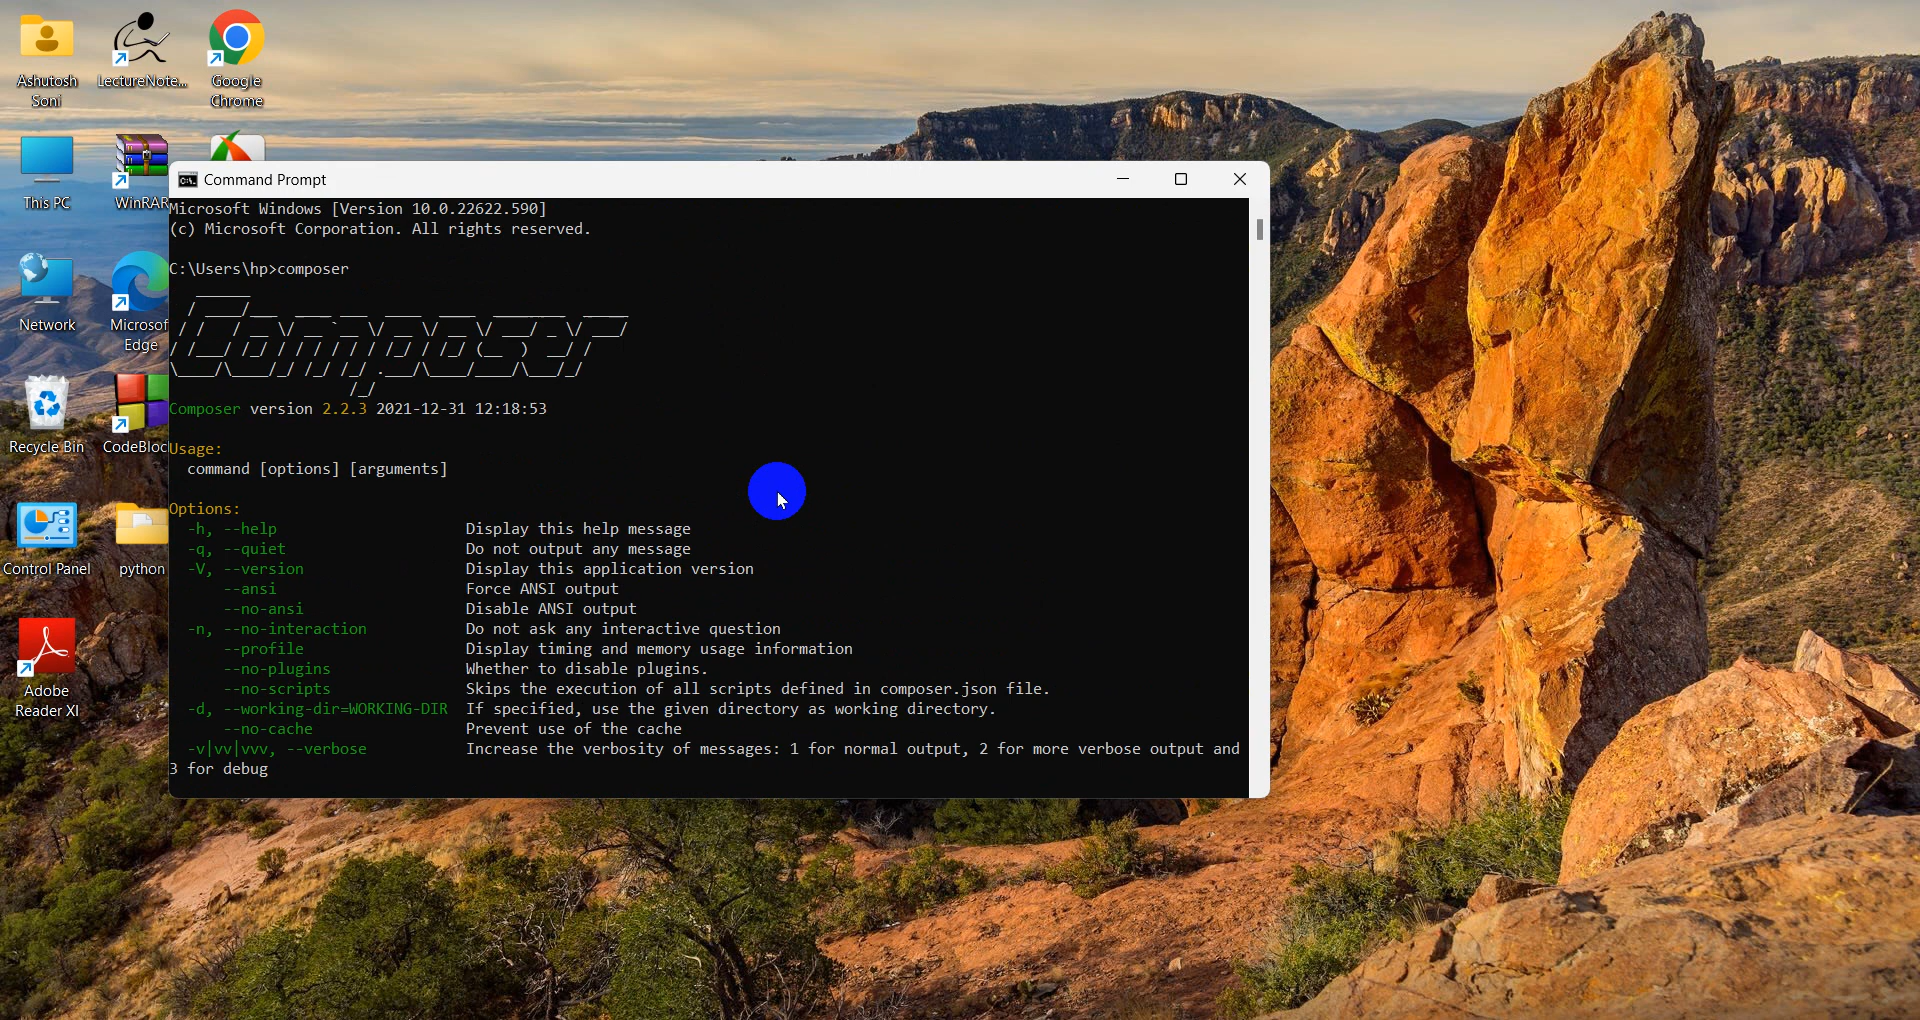 Ashutosh
Soni
LectureNote...
Google
Chrome
This PC
WinRAR
Network
Microsof
Edge
Recycle Bin
CodeBloc
Control Panel
python
Adobe
Reader XI
Command Prompt
Microsoft Windows [Version 10.0.22622.590]
(c) Microsoft Corporation. All rights reserved.
C:\Users\hp>composer
Composer
Composer version 2.2.3 2021-12-31 12:18:53
Usage:
command [options] [arguments]
Options:
-h, --help Display this help message
-q, --quiet Do not output any message
-V, --version Display this application version
--ansi Force ANSI output
--no-ansi Disable ANSI output
-n, --no-interaction Do not ask any interactive question
--profile Display timing and memory usage information
--no-plugins Whether to disable plugins.
--no-scripts Skips the execution of all scripts defined in composer.json file.
-d, --working-dir=WORKING-DIR If specified, use the given directory as working directory.
--no-cache Prevent use of the cache
-v|vv|vvv, --verbose Increase the verbosity of messages: 1 for normal output, 2 for more verbose output and
3 for debug